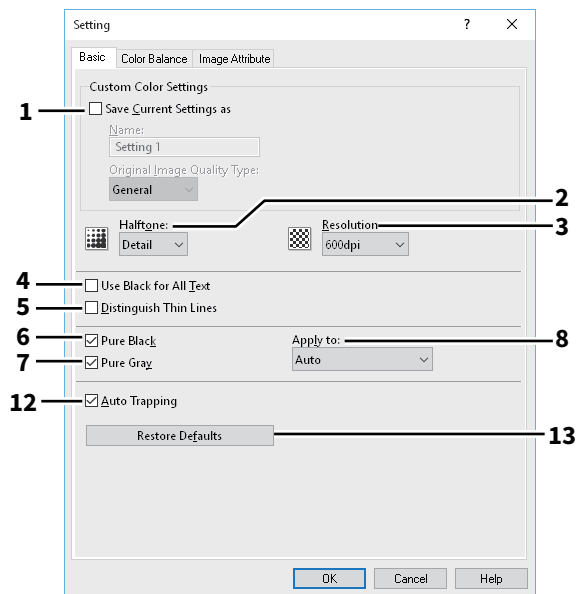 Setting
? ×
Basic Color Balance Image Attribute
Custom Color Settings
1 Save Current Settings as
Name:
Setting 1
Original Image Quality Type:
General
2
Halftone: Resolution 3
Detail 600dpi
4 Use Black for All Text
5 Distinguish Thin Lines
6 Pure Black Apply to: 8
7 Pure Gray Auto
12 Auto Trapping
Restore Defaults 13
OK Cancel Help